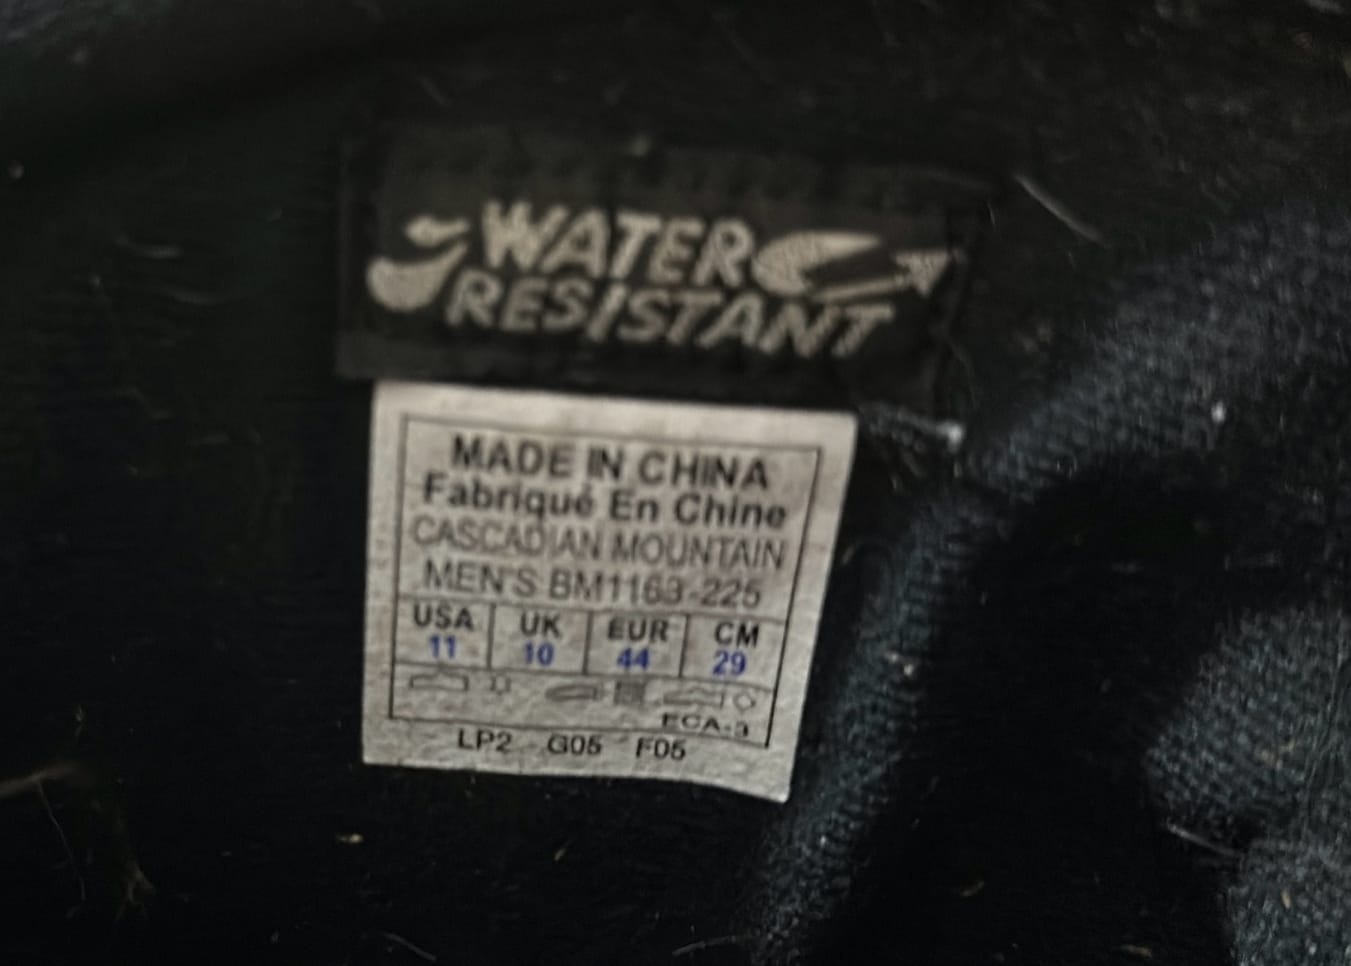 WATER
RESISTANT
MADE IN CHINA
Fabriqué En Chine
CASCADIAN MOUNTAIN
MEN'S BM1163-225
USA UK EUR CM
11 10 44 29
ECA-3
LP2 G05 F05